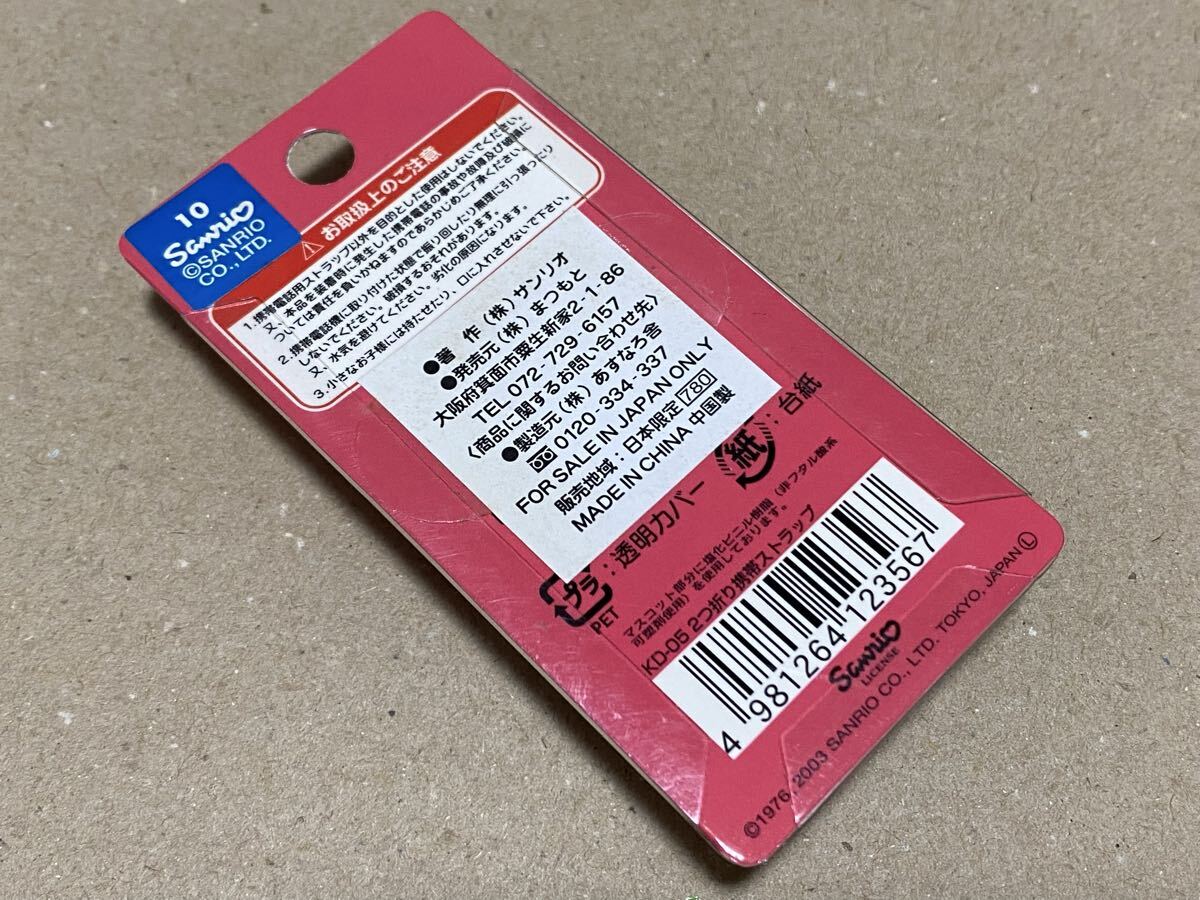 10
Sanrio
©SANRIO
CO., LTD.
⚠お取扱上のご注意
1.携帯電話用ストラップ以外を目的とした使用はしないでください。
又、本品を装着時に発生した携帯電話の事故や故障及び破損に
ついては責任を負いかねますのであらかじめご了承ください。
2.携帯電話機に取り付けた状態で振り回したり無理に引っ張ったり
しないでください。破損するおそれがあります。
又、水気を避けてください。劣化の原因になります。
3.小さなお子様には持たせたり、口に入れさせないで下さい。
●著 作(株)サンリオ
●発売元(株)まつもと
大阪府箕面市粟生新家2-1-86
TEL 072-729-6157
〈商品に関するお問い合わせ先〉
●製造元(株)あすなろ舎
0120-334-337
FOR SALE IN JAPAN ONLY
販売地域:日本限定 780
MADE IN CHINA 中国製
プラ:透明カバー 紙:台紙
PET
マスコット部分に塩化ビニル樹脂(非フタル酸系
可塑剤使用)を使用しております。
KD-05 2つ折り携帯ストラップ
4 981264 123567
Sanrio
LICENSE
©1976, 2003 SANRIO CO., LTD. TOKYO, JAPAN Ⓛ